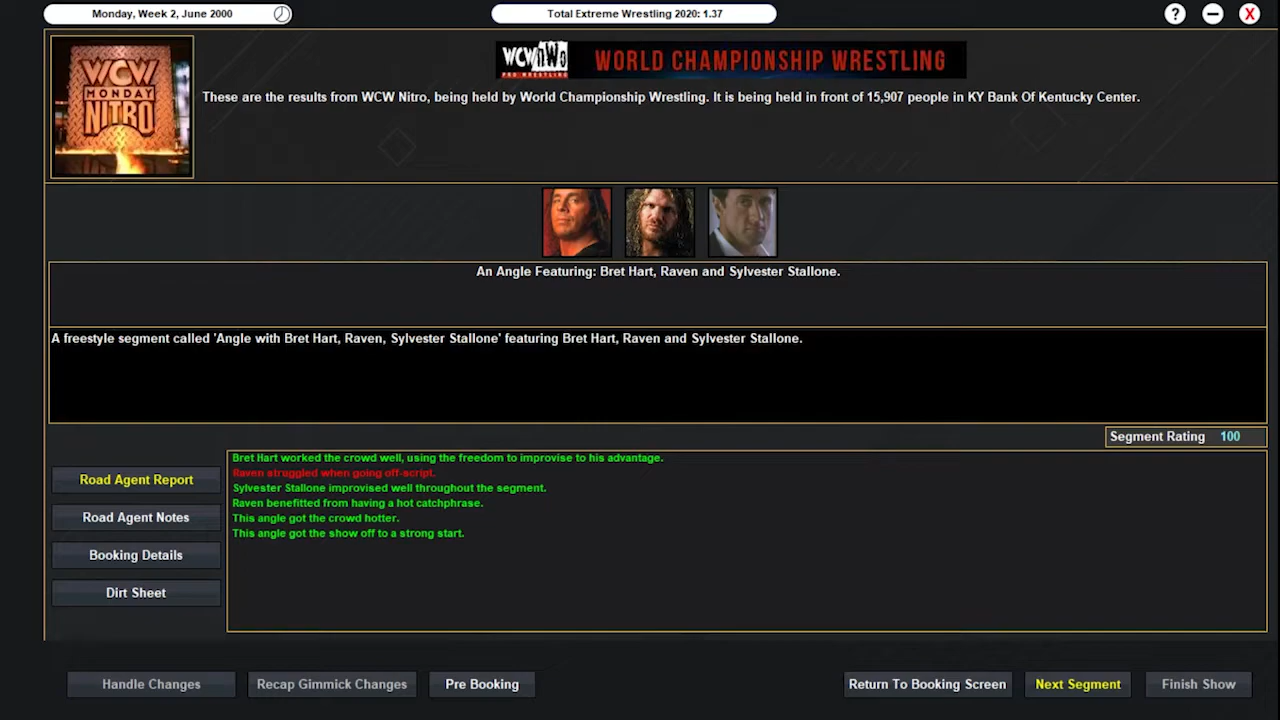 Monday, Week 2, June 2000
Total Extreme Wrestling 2020: 1.37
?
X
WCW
MONDAY
NITRO
WCW nWo
PRO WRESTLING
WORLD CHAMPIONSHIP WRESTLING
These are the results from WCW Nitro, being held by World Championship Wrestling. It is being held in front of 15,907 people in KY Bank Of Kentucky Center.
An Angle Featuring: Bret Hart, Raven and Sylvester Stallone.
A freestyle segment called 'Angle with Bret Hart, Raven, Sylvester Stallone' featuring Bret Hart, Raven and Sylvester Stallone.
Segment Rating 100
Road Agent Report
Road Agent Notes
Booking Details
Dirt Sheet
Bret Hart worked the crowd well, using the freedom to improvise to his advantage.
Raven struggled when going off-script.
Sylvester Stallone improvised well throughout the segment.
Raven benefitted from having a hot catchphrase.
This angle got the crowd hotter.
This angle got the show off to a strong start.
Handle Changes
Recap Gimmick Changes
Pre Booking
Return To Booking Screen
Next Segment
Finish Show